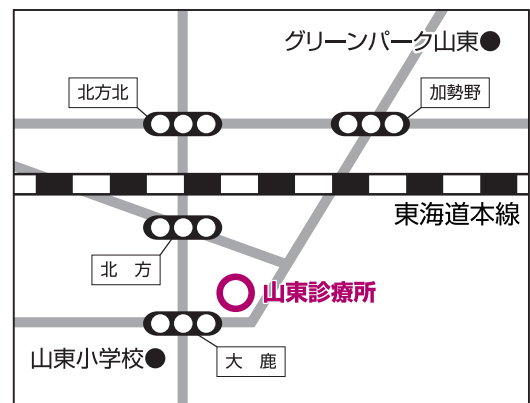 グリーンパーク山東
北方北
加勢野
東海道本線
北 方
山東診療所
山東小学校
大 鹿